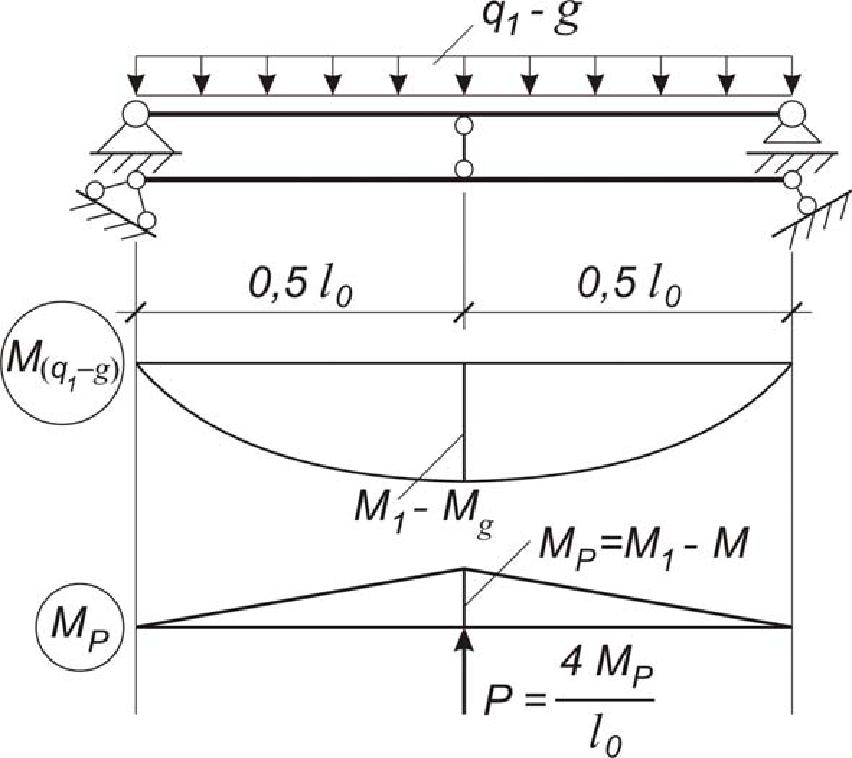 q₁ - g
0,5 l₀ 0,5 l₀
M(q₁-g)
M₁ - Mg
Mₚ=M₁ - M
Mₚ
P = 4 Mₚ / l₀